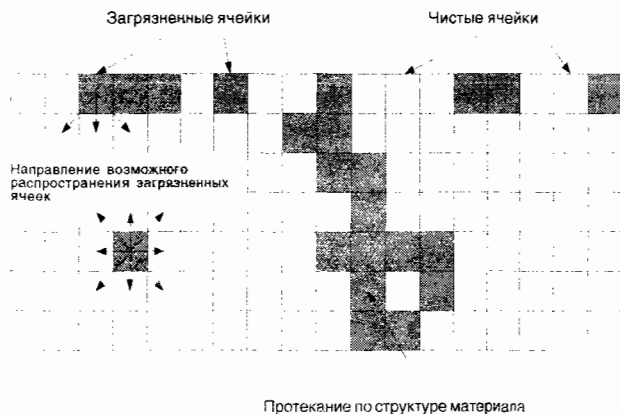 Загрязненные ячейки
Чистые ячейки
Направление возможного
распространения загрязненных
ячеек
Протекание по структуре материала